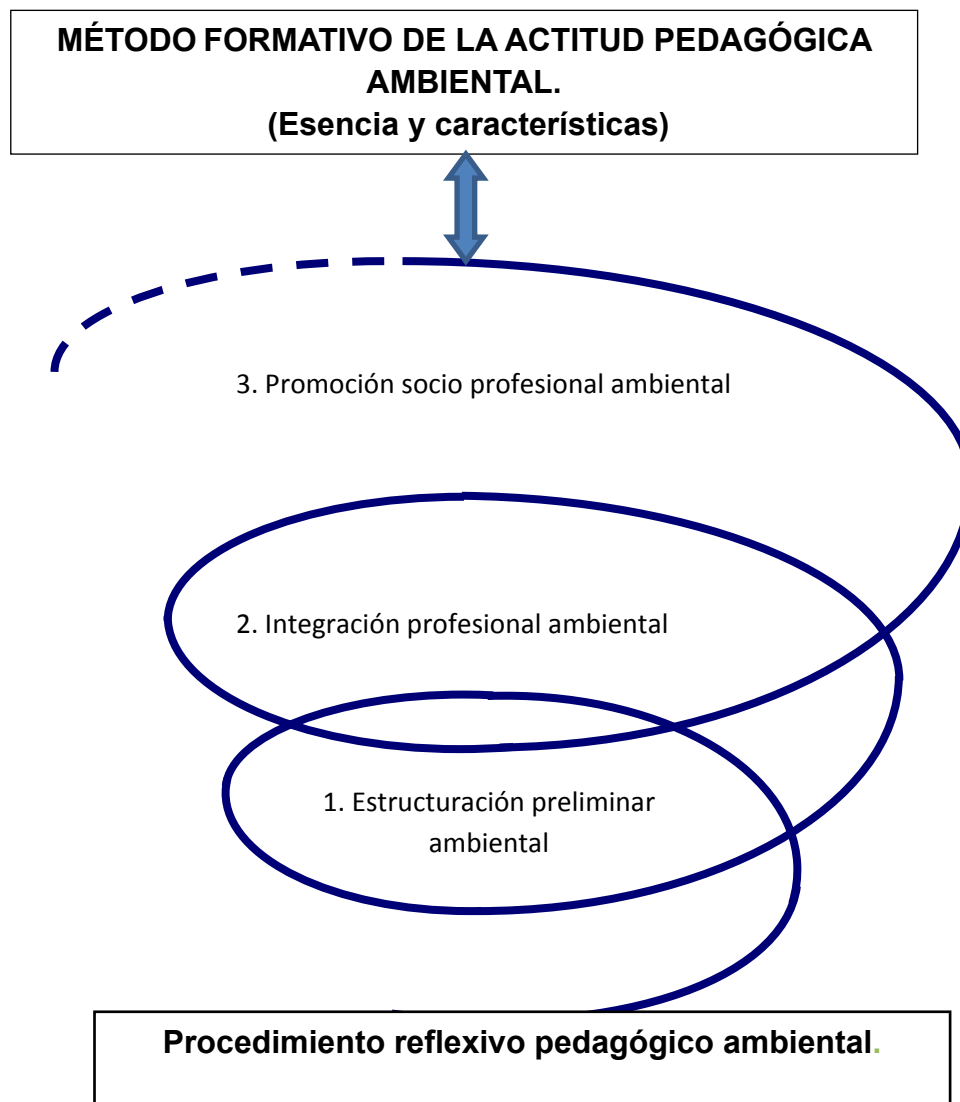 MÉTODO FORMATIVO DE LA ACTITUD PEDAGÓGICA
AMBIENTAL.
(Esencia y características)
3. Promoción socio profesional ambiental
2. Integración profesional ambiental
1. Estructuración preliminar
ambiental
Procedimiento reflexivo pedagógico ambiental.